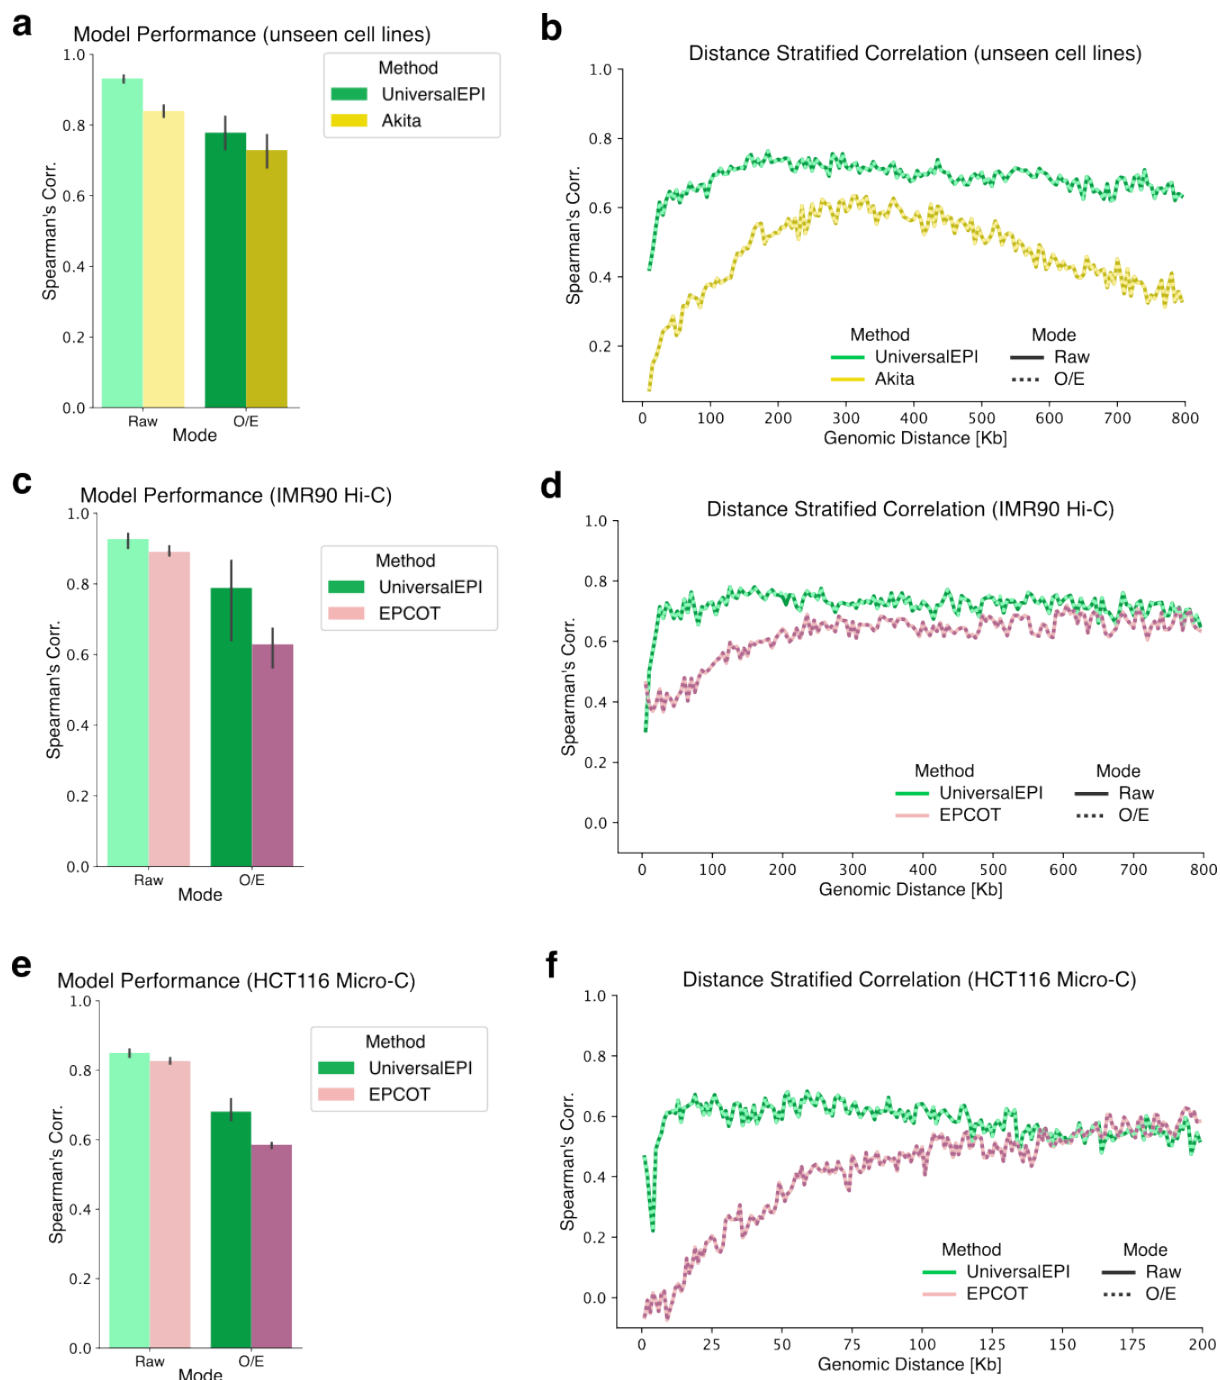 a
Model Performance (unseen cell lines)
1.0
0.8
0.6
0.4
0.2
0.0
Spearman's Corr.
Raw
O/E
Mode
Method
UniversalEPI
Akita
b
Distance Stratified Correlation (unseen cell lines)
1.0
0.8
0.6
0.4
0.2
Spearman's Corr.
Method
UniversalEPI
Akita
Mode
Raw
O/E
0 100 200 300 400 500 600 700 800
Genomic Distance [Kb]
c
Model Performance (IMR90 Hi-C)
1.0
0.8
0.6
0.4
0.2
0.0
Spearman's Corr.
Raw
O/E
Mode
Method
UniversalEPI
EPCOT
d
Distance Stratified Correlation (IMR90 Hi-C)
1.0
0.8
0.6
0.4
0.2
0.0
Spearman's Corr.
Method
UniversalEPI
EPCOT
Mode
Raw
O/E
0 100 200 300 400 500 600 700 800
Genomic Distance [Kb]
e
Model Performance (HCT116 Micro-C)
1.0
0.8
0.6
0.4
0.2
0.0
Spearman's Corr.
Raw
O/E
Mode
Method
UniversalEPI
EPCOT
f
Distance Stratified Correlation (HCT116 Micro-C)
1.0
0.8
0.6
0.4
0.2
0.0
Spearman's Corr.
Method
UniversalEPI
EPCOT
Mode
Raw
O/E
0 25 50 75 100 125 150 175 200
Genomic Distance [Kb]